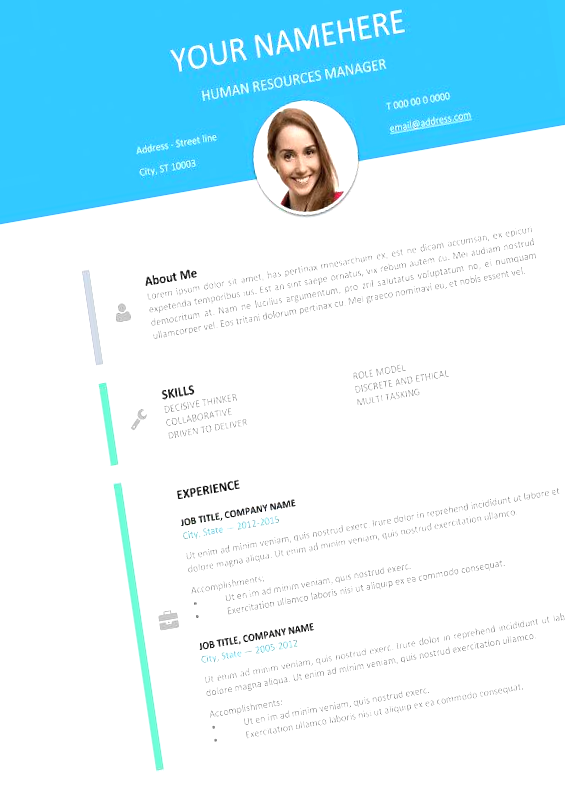 YOUR NAMEHERE
HUMAN RESOURCES MANAGER
Address - Street line
City, ST 10003
T 000 00 0 0000
email@address.com
About Me
Lorem ipsum dolor sit amet, has pertinax mnesarchum ex, est ne dicam accumsan, ex epicuri
expetenda temporibus ius. Est an sint saepe ornatus, vix rebum autem cu. Mei audiam nostrud
democritum at. Nam ne lucilius argumentum, pro zril salutatus voluptatum no, ei numquam
ullamcorper vel. Eos tritani dolorum pertinax cu. Mei graeco nominavi eu, et nobis essent vel.
SKILLS
DECISIVE THINKER
COLLABORATIVE
DRIVEN TO DELIVER
ROLE MODEL
DISCRETE AND ETHICAL
MULTI TASKING
EXPERIENCE
JOB TITLE, COMPANY NAME
City, State – 2012-2015
Ut enim ad minim veniam, quis nostrud exerc. Irure dolor in reprehend incididunt ut labore et
dolore magna aliqua. Ut enim ad minim veniam, quis nostrud exercitation ullamco.
Accomplishments:
• Ut en im ad minim veniam, quis nostrud exerc.
• Exercitation ullamco laboris nisi ut aliquip ex ea commodo consequat.
JOB TITLE, COMPANY NAME
City, State – 2005-2012
Ut enim ad minim veniam, quis nostrud exerc. Irure dolor in reprehend incididunt ut lab
dolore magna aliqua. Ut enim ad minim veniam, quis nostrud exercitation ullamco.
Accomplishments:
• Ut en im ad minim veniam, quis nostrud exerc.
• Exercitation ullamco laboris nisi ut aliquip ex ea commodo consequat.